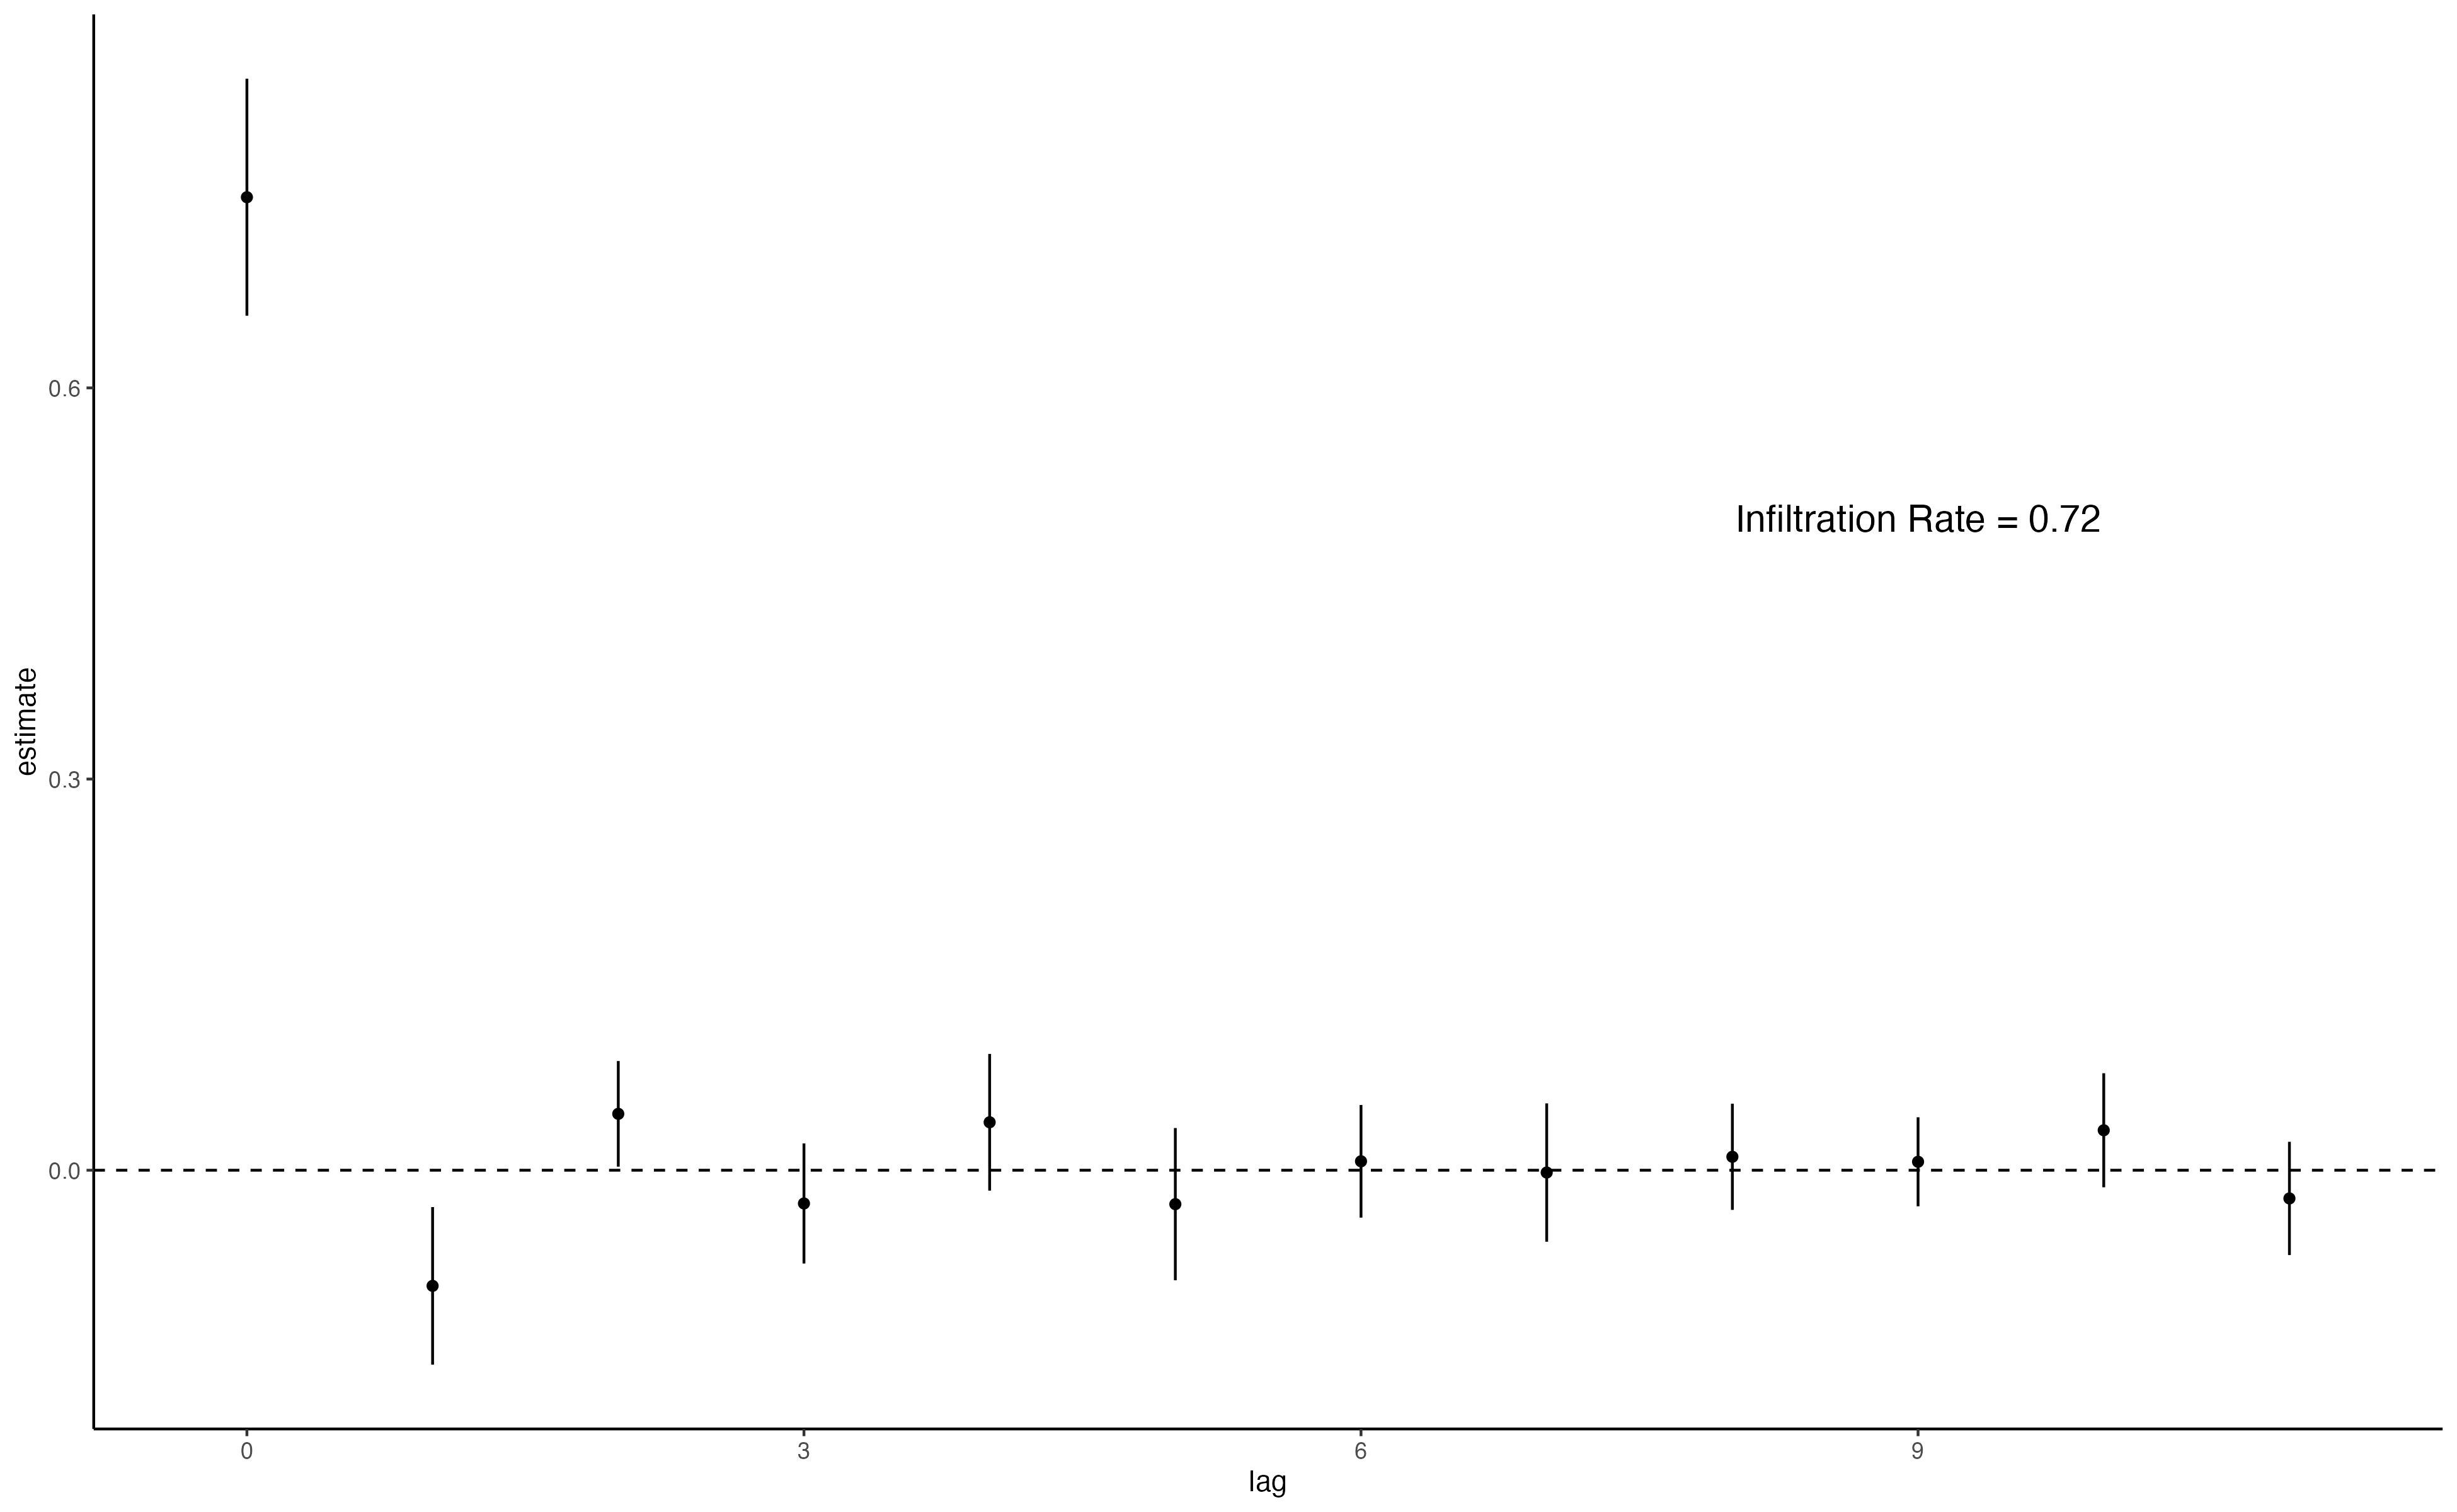 Infiltration Rate = 0.72
estimate
0.6
0.3
0.0
0
3
6
9
lag